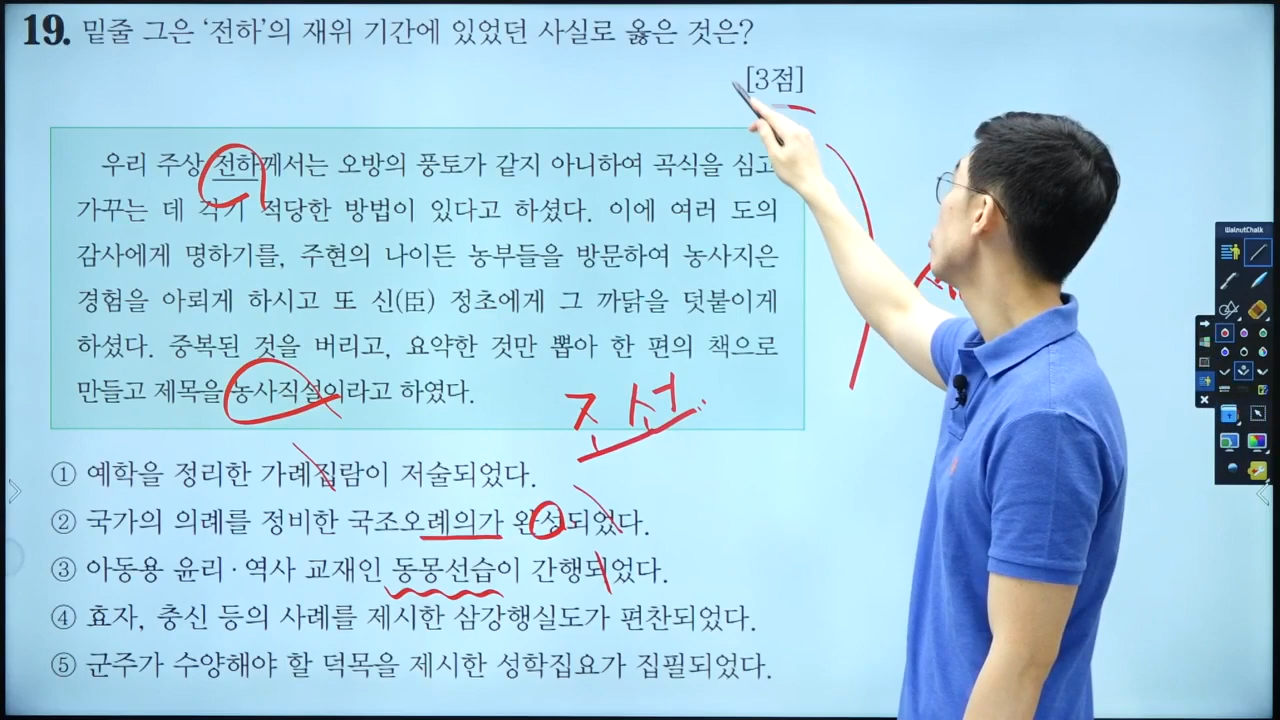 19. 밑줄 그은 ‘전하’의 재위 기간에 있었던 사실로 옳은 것은?
[3점]
우리 주상 전하께서는 오방의 풍토가 같지 아니하여 곡식을 심고
가꾸는 데 각기 적당한 방법이 있다고 하셨다. 이에 여러 도의
감사에게 명하기를, 주현의 나이든 농부들을 방문하여 농사지은
경험을 아뢰게 하시고 또 신(臣) 정초에게 그 까닭을 덧붙이게
하셨다. 중복된 것을 버리고, 요약한 것만 뽑아 한 편의 책으로
만들고 제목을 농사직설이라고 하였다.
조선
① 예학을 정리한 가례집람이 저술되었다.
② 국가의 의례를 정비한 국조오례의가 완성되었다.
③ 아동용 윤리·역사 교재인 동몽선습이 간행되었다.
④ 효자, 충신 등의 사례를 제시한 삼강행실도가 편찬되었다.
⑤ 군주가 수양해야 할 덕목을 제시한 성학집요가 집필되었다.
WalnutChalk